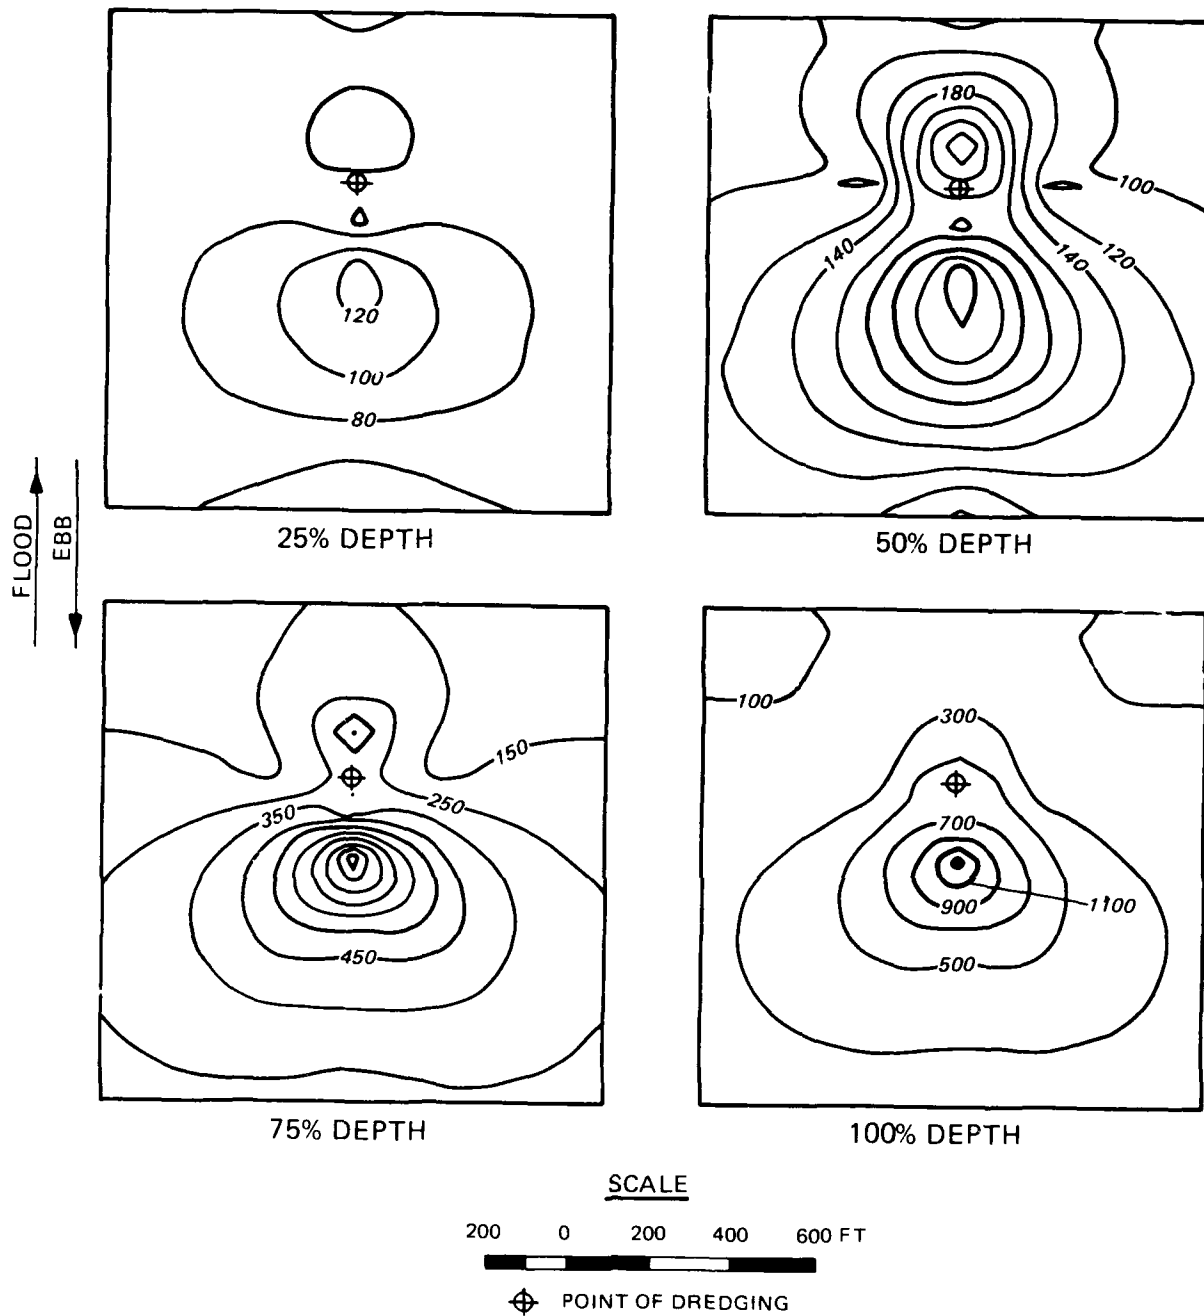 120
100
80
25% DEPTH
180
100
140
140
120
50% DEPTH
FLOOD
EBB
150
350
250
450
75% DEPTH
100
300
700
900
1100
500
100% DEPTH
SCALE
200 0 200 400 600 FT
POINT OF DREDGING